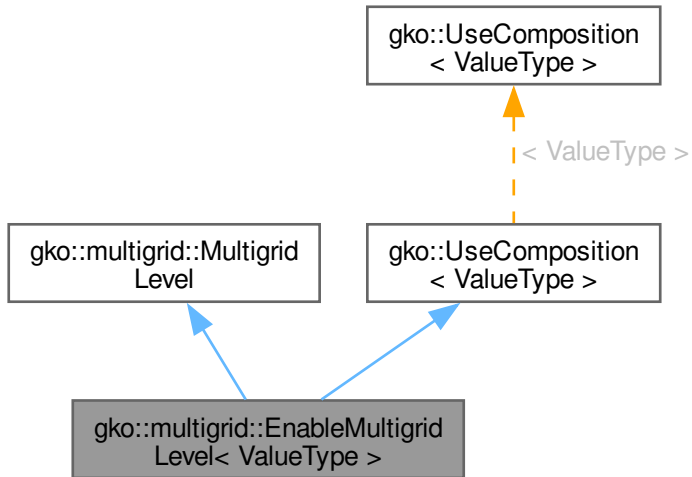 gko::UseComposition
< ValueType >
< ValueType >
gko::multigrid::Multigrid
Level
gko::UseComposition
< ValueType >
gko::multigrid::EnableMultigrid
Level< ValueType >